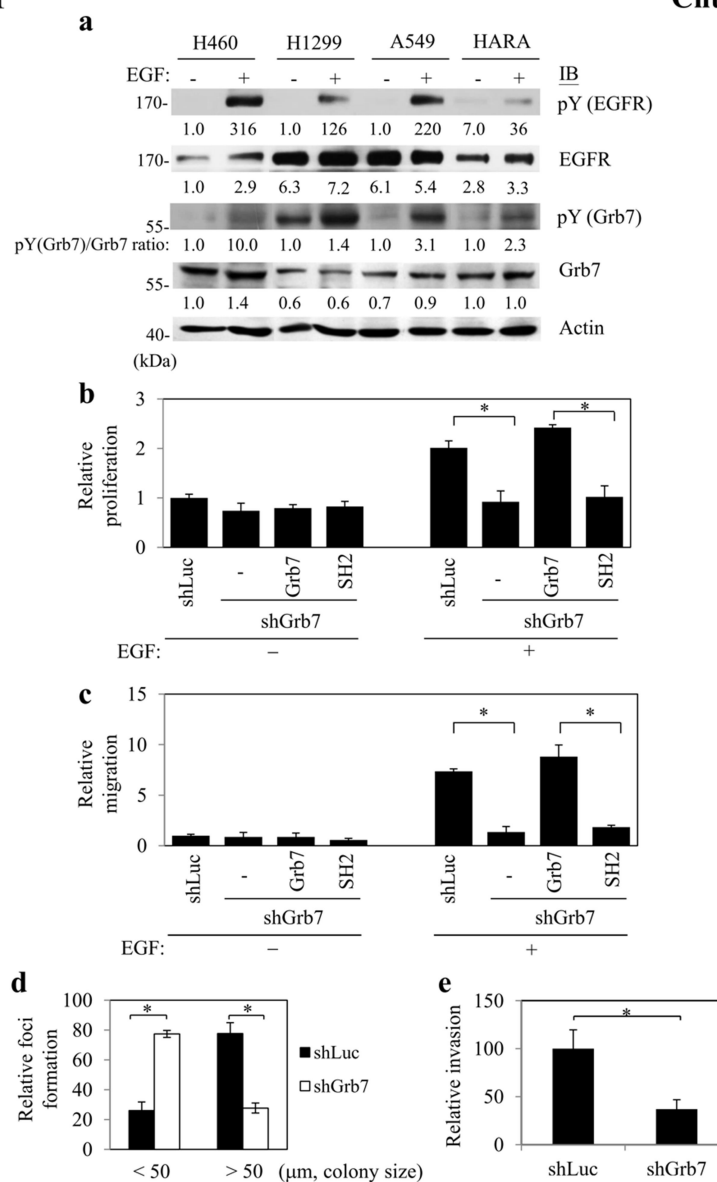 a
H460 H1299 A549 HARA
EGF: - + - + - + - + IB
170- pY (EGFR)
1.0 316 1.0 126 1.0 220 7.0 36
170- EGFR
1.0 2.9 6.3 7.2 6.1 5.4 2.8 3.3
55- pY (Grb7)
pY(Grb7)/Grb7 ratio: 1.0 10.0 1.0 1.4 1.0 3.1 1.0 2.3
55- Grb7
1.0 1.4 0.6 0.6 0.7 0.9 1.0 1.0
40- Actin
(kDa)
b
Relative proliferation
3
2
1
0
* *
shLuc - Grb7 SH2 shLuc - Grb7 SH2
shGrb7 shGrb7
EGF: − +
c
Relative migration
15
10
5
0
* *
shLuc - Grb7 SH2 shLuc - Grb7 SH2
shGrb7 shGrb7
EGF: − +
d
Relative foci formation
100
80
60
40
20
0
* *
shLuc
shGrb7
< 50 > 50 (μm, colony size)
e
Relative invasion
150
100
50
0
*
shLuc shGrb7